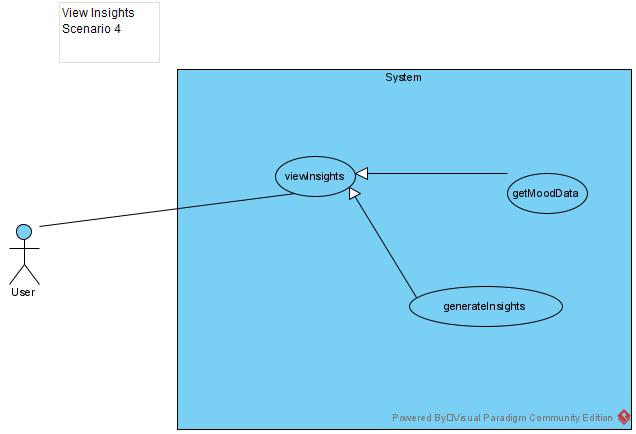 View Insights
Scenario 4
System
viewInsights
getMoodData
User
generateInsights
Powered By Visual Paradigm Community Edition